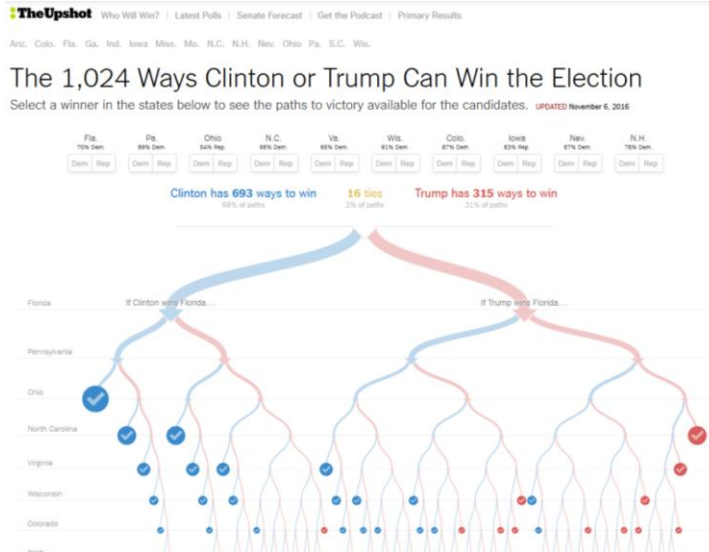 TheUpshot Who Will Win? | Latest Polls | Senate Forecast | Get the Podcast | Primary Results
Ariz. Colo. Fla. Ga. Ind. Iowa Miss. Mo. N.C. N.H. Nev. Ohio Pa. S.C. Wis.
The 1,024 Ways Clinton or Trump Can Win the Election
Select a winner in the states below to see the paths to victory available for the candidates. UPDATED November 6, 2016
Fla. Pa. Ohio N.C. Va. Wis. Colo. Iowa Nev. N.H.
Dem Rep Dem Rep Dem Rep Dem Rep Dem Rep Dem Rep Dem Rep Dem Rep Dem Rep Dem Rep
Clinton has 693 ways to win 16 ties Trump has 315 ways to win
68% of paths 2% of paths 31% of paths
Florida If Clinton wins Florida... If Trump wins Florida...
Pennsylvania
Ohio
North Carolina
Virginia
Wisconsin
Colorado